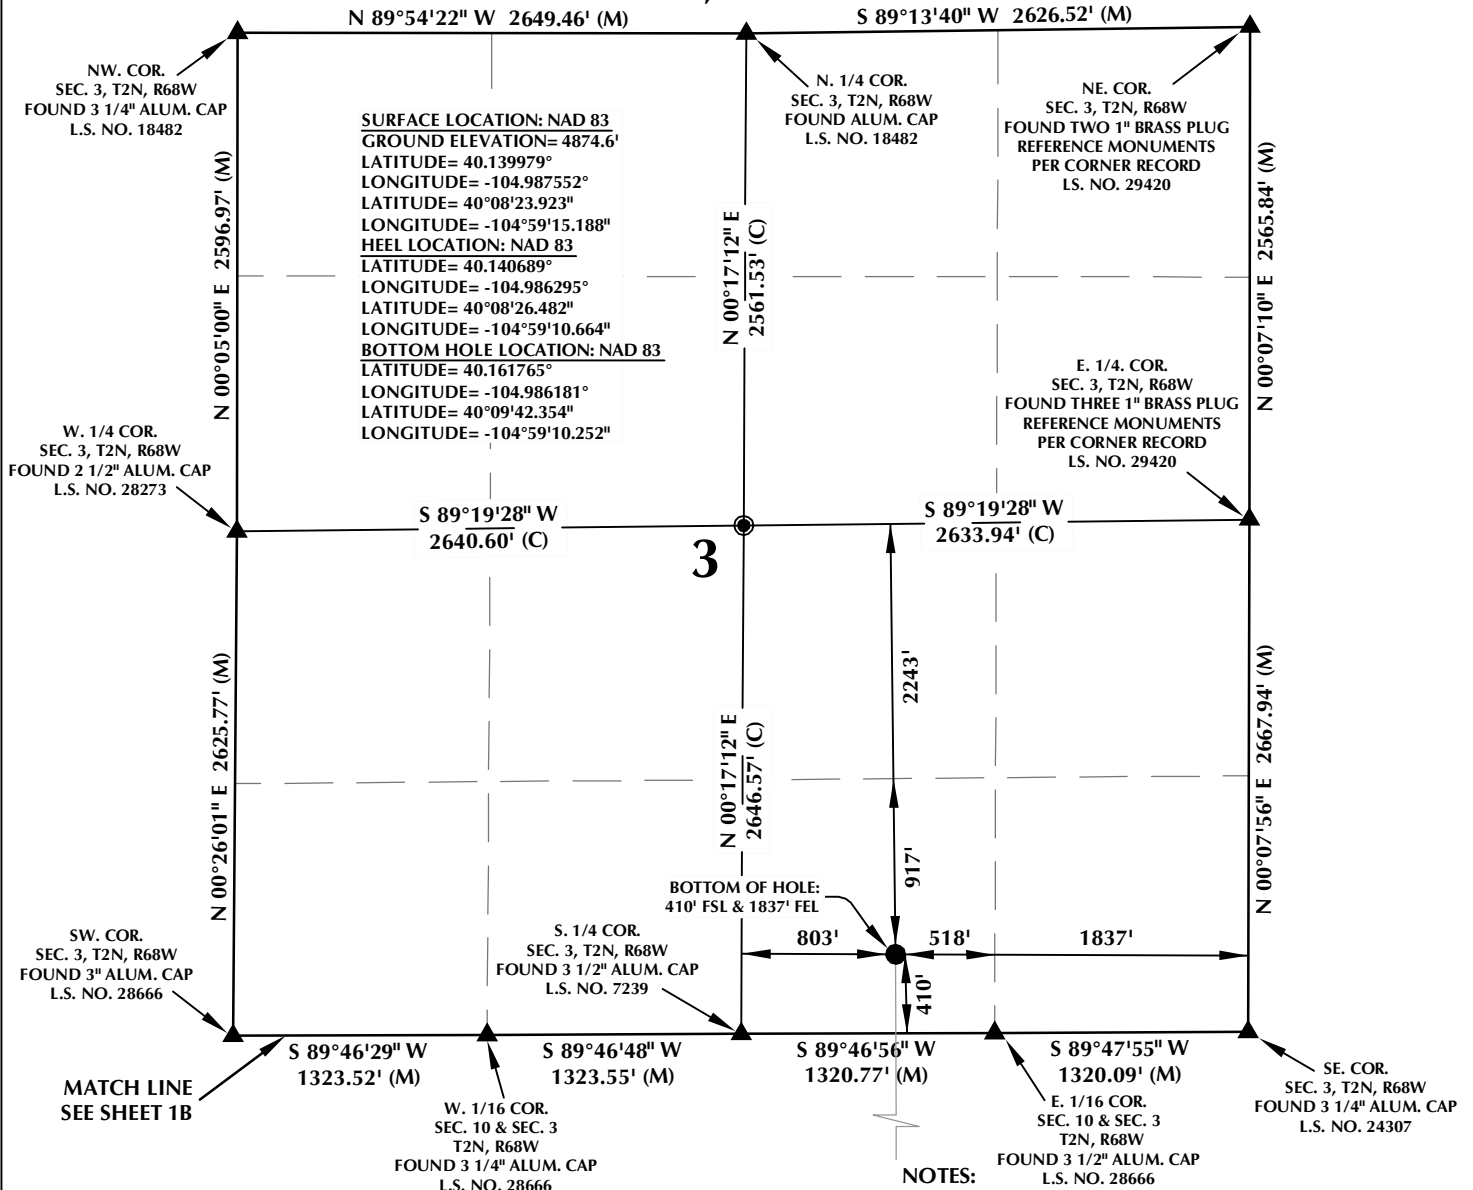 N 89°54'22" W 2649.46' (M)
S 89°13'40" W 2626.52' (M)
NW. COR.
SEC. 3, T2N, R68W
FOUND 3 1/4" ALUM. CAP
L.S. NO. 18482
N. 1/4 COR.
SEC. 3, T2N, R68W
FOUND ALUM. CAP
L.S. NO. 18482
NE. COR.
SEC. 3, T2N, R68W
FOUND TWO 1" BRASS PLUG
REFERENCE MONUMENTS
PER CORNER RECORD
LS. NO. 29420
SURFACE LOCATION: NAD 83
GROUND ELEVATION= 4874.6'
LATITUDE= 40.139979°
LONGITUDE= -104.987552°
LATITUDE= 40°08'23.923"
LONGITUDE= -104°59'15.188"
HEEL LOCATION: NAD 83
LATITUDE= 40.140689°
LONGITUDE= -104.986295°
LATITUDE= 40°08'26.482"
LONGITUDE= -104°59'10.664"
BOTTOM HOLE LOCATION: NAD 83
LATITUDE= 40.161765°
LONGITUDE= -104.986181°
LATITUDE= 40°09'42.354"
LONGITUDE= -104°59'10.252"
N 00°05'00" E 2596.97' (M)
N 00°17'12" E
2561.53' (C)
N 00°07'10" E 2565.84' (M)
W. 1/4 COR.
SEC. 3, T2N, R68W
FOUND 2 1/2" ALUM. CAP
L.S. NO. 28273
E. 1/4. COR.
SEC. 3, T2N, R68W
FOUND THREE 1" BRASS PLUG
REFERENCE MONUMENTS
PER CORNER RECORD
LS. NO. 29420
S 89°19'28" W
2640.60' (C)
S 89°19'28" W
2633.94' (C)
3
2243'
N 00°26'01" E 2625.77' (M)
N 00°17'12" E
2646.57' (C)
N 00°07'56" E 2667.94' (M)
917'
BOTTOM OF HOLE:
410' FSL & 1837' FEL
803'
518'
1837'
410'
SW. COR.
SEC. 3, T2N, R68W
FOUND 3" ALUM. CAP
L.S. NO. 28666
S. 1/4 COR.
SEC. 3, T2N, R68W
FOUND 3 1/2" ALUM. CAP
L.S. NO. 7239
S 89°46'29" W
1323.52' (M)
S 89°46'48" W
1323.55' (M)
S 89°46'56" W
1320.77' (M)
S 89°47'55" W
1320.09' (M)
MATCH LINE
SEE SHEET 1B
W. 1/16 COR.
SEC. 10 & SEC. 3
T2N, R68W
FOUND 3 1/4" ALUM. CAP
L.S. NO. 28666
E. 1/16 COR.
SEC. 10 & SEC. 3
T2N, R68W
FOUND 3 1/2" ALUM. CAP
L.S. NO. 28666
SE. COR.
SEC. 3, T2N, R68W
FOUND 3 1/4" ALUM. CAP
L.S. NO. 24307
NOTES: